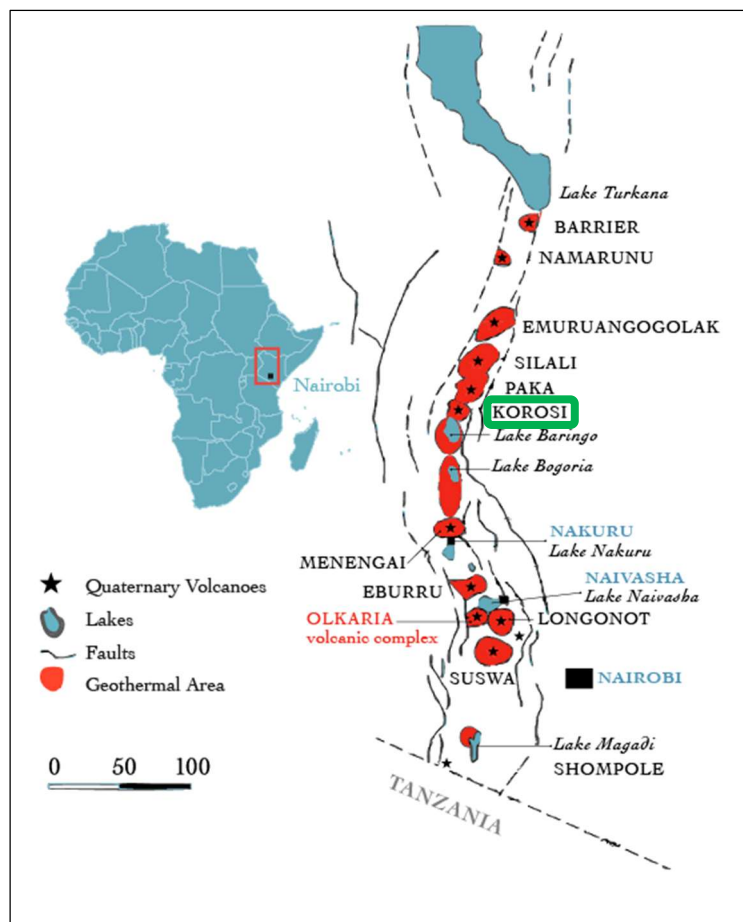 Lake Turkana
BARRIER
NAMARUNU
EMURUANGOGOLAK
SILALI
Nairobi
PAKA
KOROSI
Lake Baringo
Lake Bogoria
NAKURU
MENENGAI
Lake Nakuru
Quaternary Volcanoes
EBURRU
NAIVASHA
Lake Naivasha
Lakes
OLKARIA
volcanic complex
LONGONOT
Faults
Geothermal Area
SUSWA
NAIROBI
Lake Magadi
SHOMPOLE
0 50 100
TANZANIA